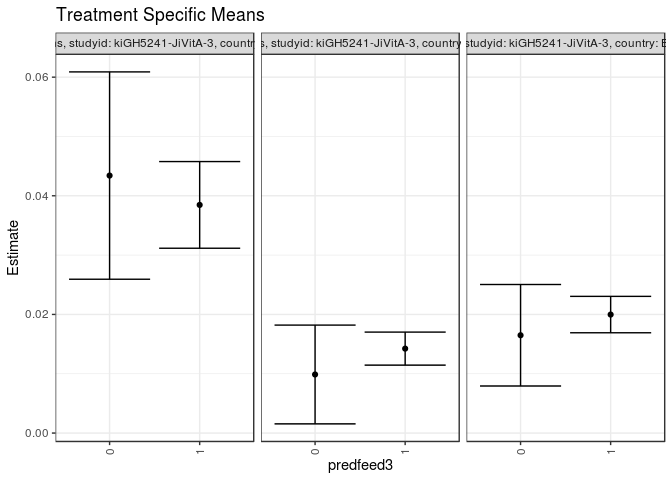 Treatment Specific Means
s, studyid: kiGH5241-JiVitA-3, countr
s, studyid: kiGH5241-JiVitA-3, country
studyid: kiGH5241-JiVitA-3, country:
0.06
0.04
0.02
0.00
Estimate
0 1 0 1 0 1
predfeed3